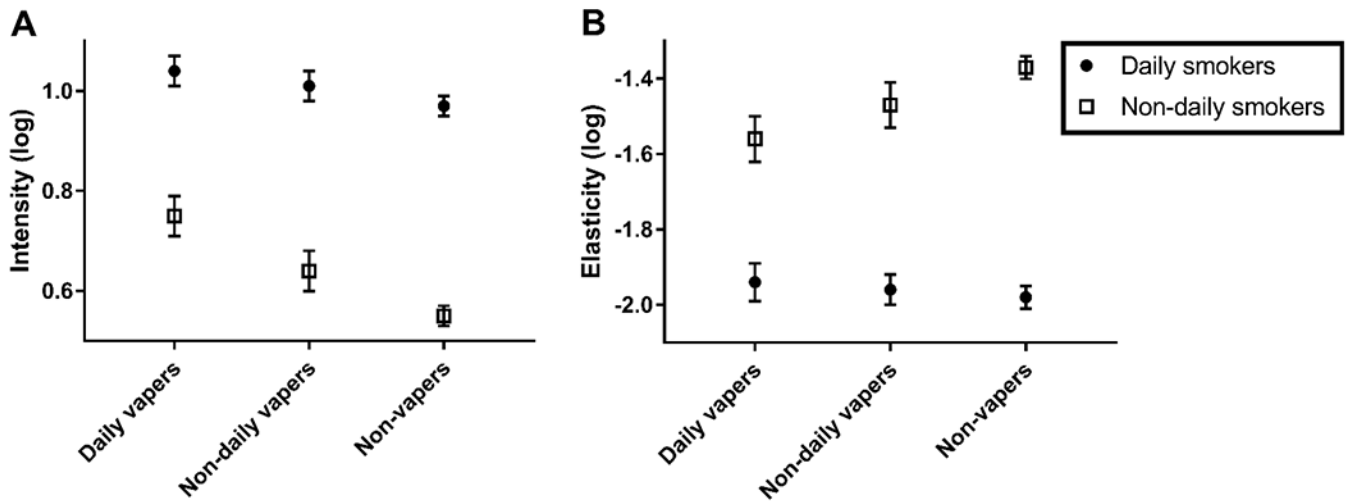 A
Intensity (log)
1.0
0.8
0.6
Daily vapers
Non-daily vapers
Non-vapers
B
Elasticity (log)
-1.4
-1.6
-1.8
-2.0
Daily vapers
Non-daily vapers
Non-vapers
Daily smokers
Non-daily smokers